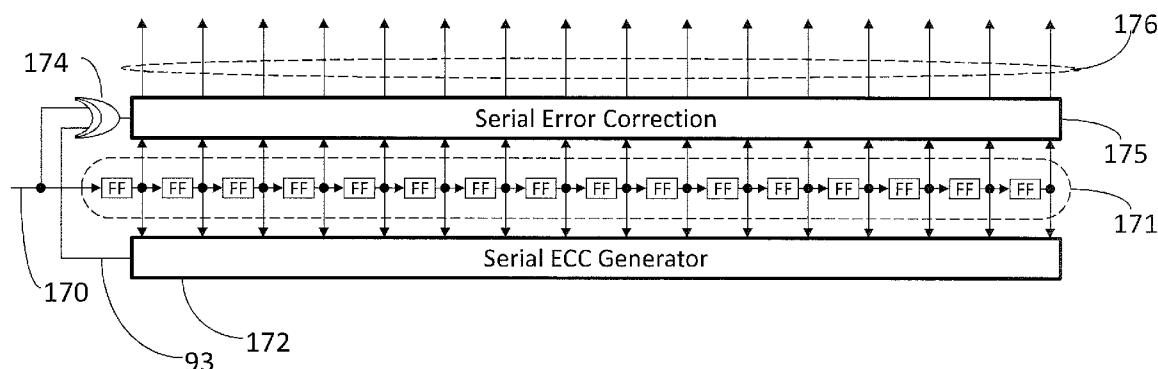 176
174
Serial Error Correction
175
FF FF FF FF FF FF FF FF FF FF FF FF FF FF FF FF
171
Serial ECC Generator
170
172
93